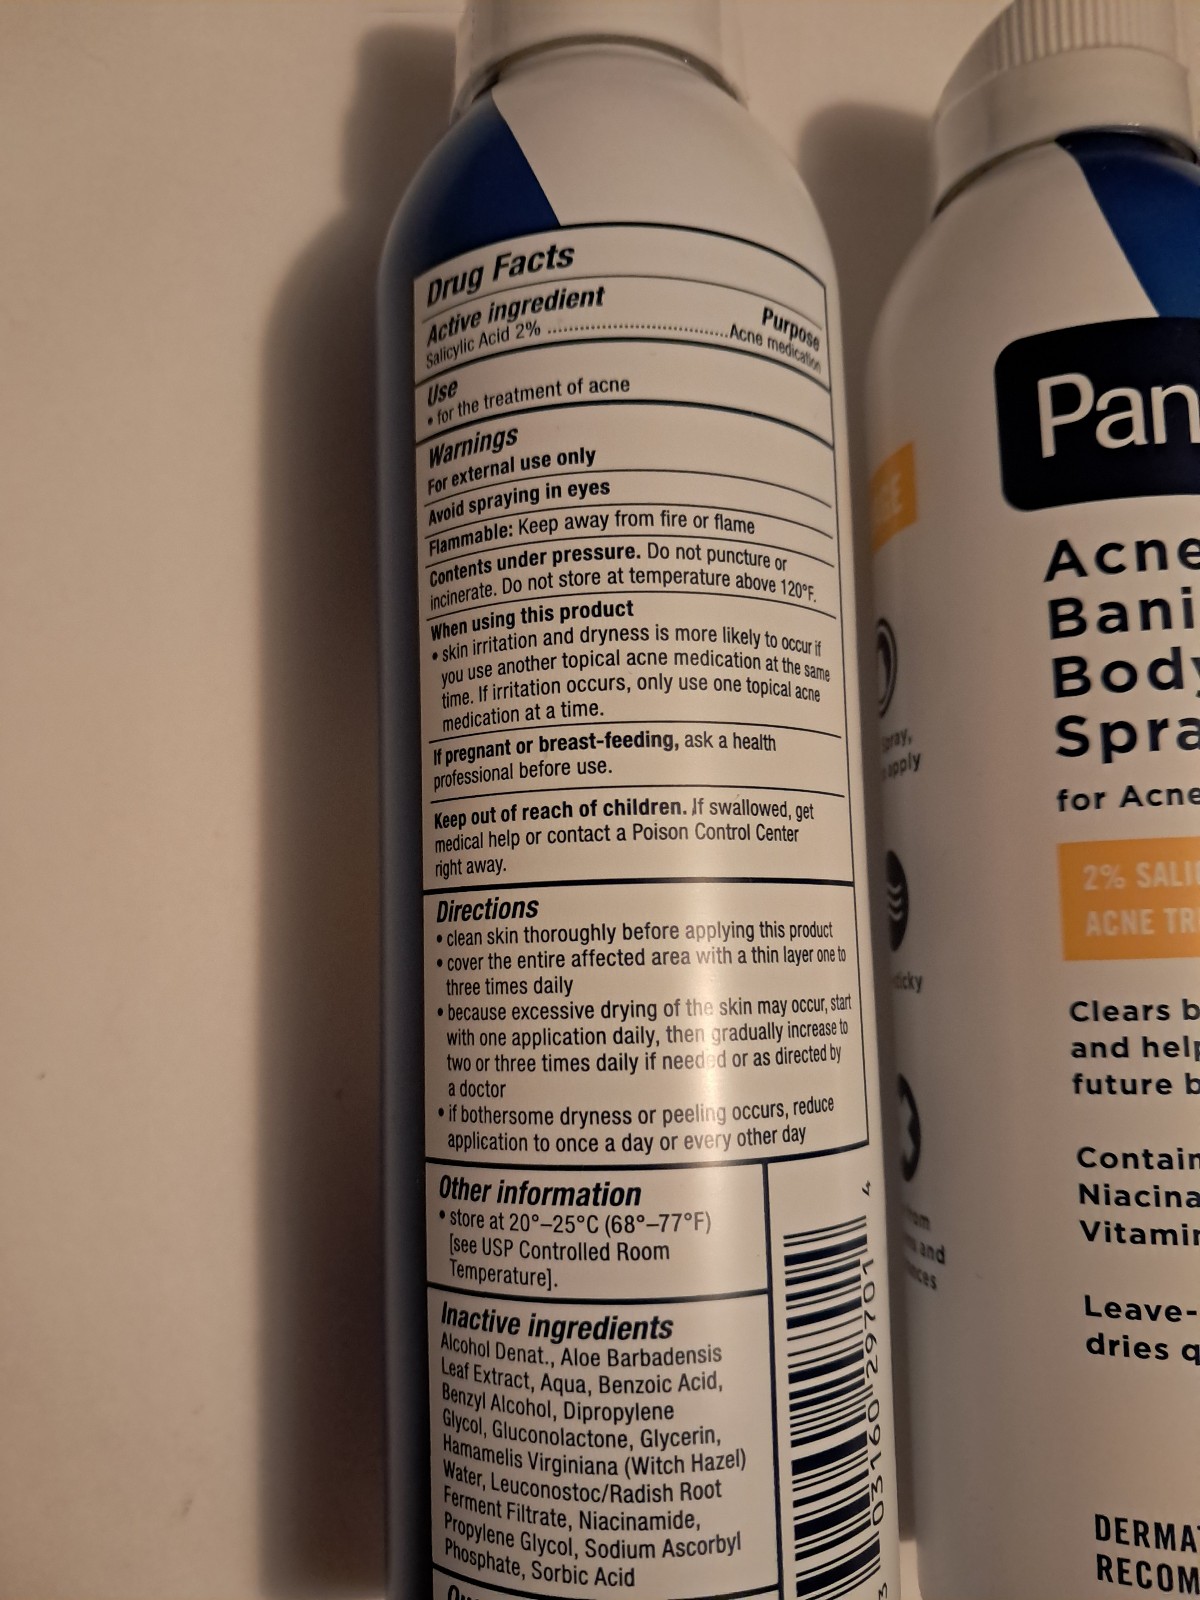 Drug Facts
Active ingredient Purpose
Salicylic Acid 2% ............................................Acne medication
Use
• for the treatment of acne
Warnings
For external use only
Avoid spraying in eyes
Flammable: Keep away from fire or flame
Contents under pressure. Do not puncture or
incinerate. Do not store at temperature above 120°F.
When using this product
• skin irritation and dryness is more likely to occur if
you use another topical acne medication at the same
time. If irritation occurs, only use one topical acne
medication at a time.
If pregnant or breast-feeding, ask a health
professional before use.
Keep out of reach of children. If swallowed, get
medical help or contact a Poison Control Center
right away.
Directions
• clean skin thoroughly before applying this product
• cover the entire affected area with a thin layer one to
three times daily
• because excessive drying of the skin may occur, start
with one application daily, then gradually increase to
two or three times daily if needed or as directed by
a doctor
• if bothersome dryness or peeling occurs, reduce
application to once a day or every other day
Other information
• store at 20°–25°C (68°–77°F)
[see USP Controlled Room
Temperature].
Inactive ingredients
Alcohol Denat., Aloe Barbadensis
Leaf Extract, Aqua, Benzoic Acid,
Benzyl Alcohol, Dipropylene
Glycol, Gluconolactone, Glycerin,
Hamamelis Virginiana (Witch Hazel)
Water, Leuconostoc/Radish Root
Ferment Filtrate, Niacinamide,
Propylene Glycol, Sodium Ascorbyl
Phosphate, Sorbic Acid
3 03160 29701 4
Pan
Acne
Bani
Body
Spra
for Acne
2% SALI
ACNE TR
Clears b
and help
future b
Contain
Niacina
Vitamin
Leave-
dries q
DERMAT
RECOM
spray,
apply
sticky
and